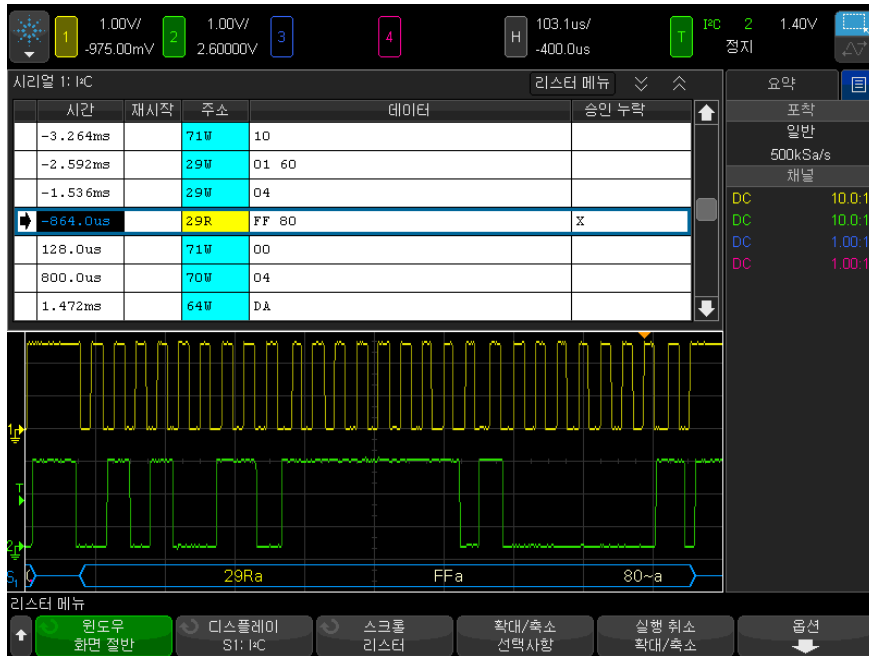 1 1.00V/ 2 1.00V/ 3 4 H 103.1us/ T I²C 2 1.40V
-975.00mV 2.60000V -400.0us 정지
시리얼 1: I²C 리스터 메뉴 요약
시간 재시작 주소 데이터 승인 누락
-3.264ms 71W 10
-2.592ms 29W 01 60
-1.536ms 29W 04
-864.0us 29R FF 80 X
128.0us 71W 00
800.0us 70W 04
1.472ms 64W DA
포착
일반
500kSa/s
채널
DC 10.0:1
DC 10.0:1
DC 1.00:1
DC 1.00:1
1
T
2
S1 29Ra FFa 80~a
리스터 메뉴
윈도우 디스플레이 스크롤 확대/축소 실행 취소 옵션
화면 절반 S1: I²C 리스터 선택사항 확대/축소